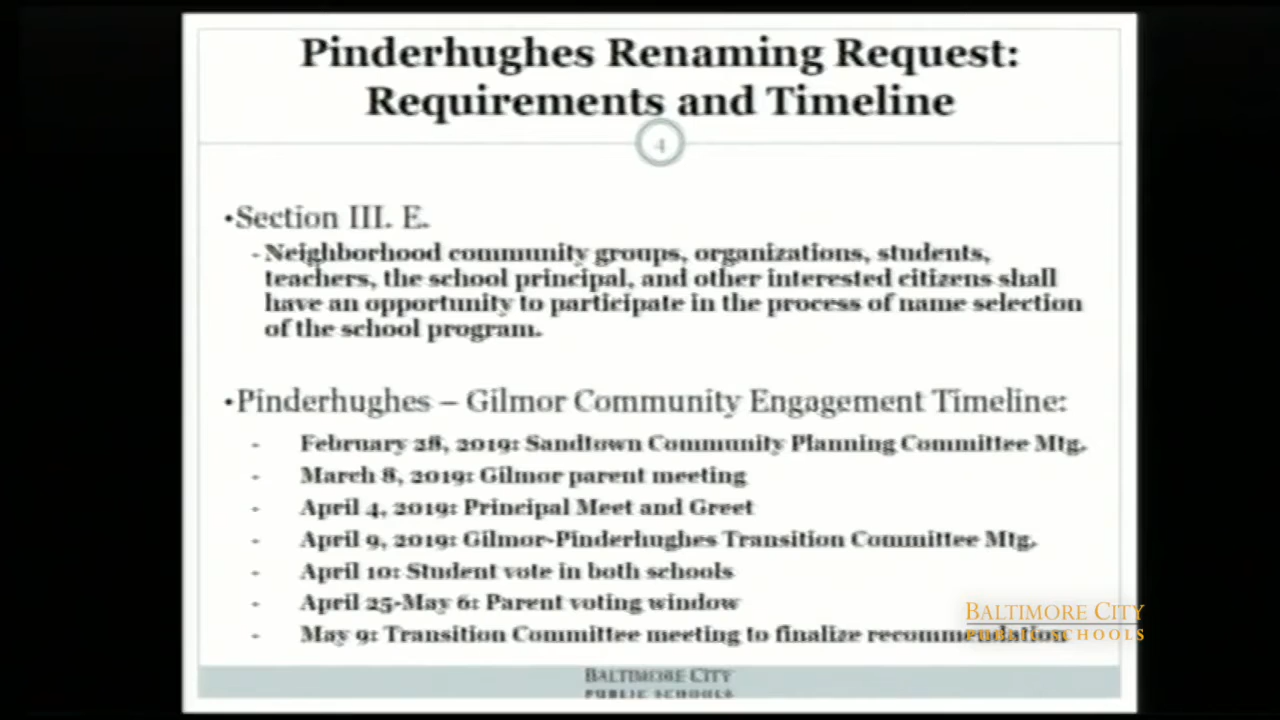 Pinderhughes Renaming Request:
Requirements and Timeline
4
•Section III. E.
- Neighborhood community groups, organizations, students,
teachers, the school principal, and other interested citizens shall
have an opportunity to participate in the process of name selection
of the school program.
•Pinderhughes – Gilmor Community Engagement Timeline:
- February 28, 2019: Sandtown Community Planning Committee Mtg.
- March 8, 2019: Gilmor parent meeting
- April 4, 2019: Principal Meet and Greet
- April 9, 2019: Gilmor-Pinderhughes Transition Committee Mtg.
- April 10: Student vote in both schools
- April 25-May 6: Parent voting window
- May 9: Transition Committee meeting to finalize recommendation
BALTIMORE CITY
PUBLIC SCHOOLS
BALTIMORE CITY
PUBLIC SCHOOLS